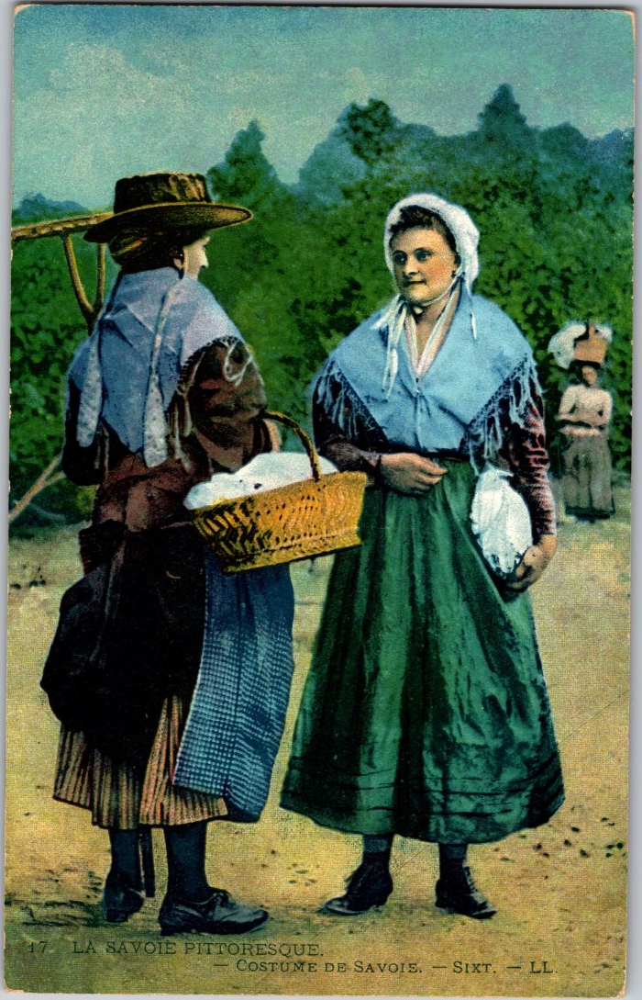 17 LA SAVOIE PITTORESQUE.
— COSTUME DE SAVOIE. — SIXT. — LL.